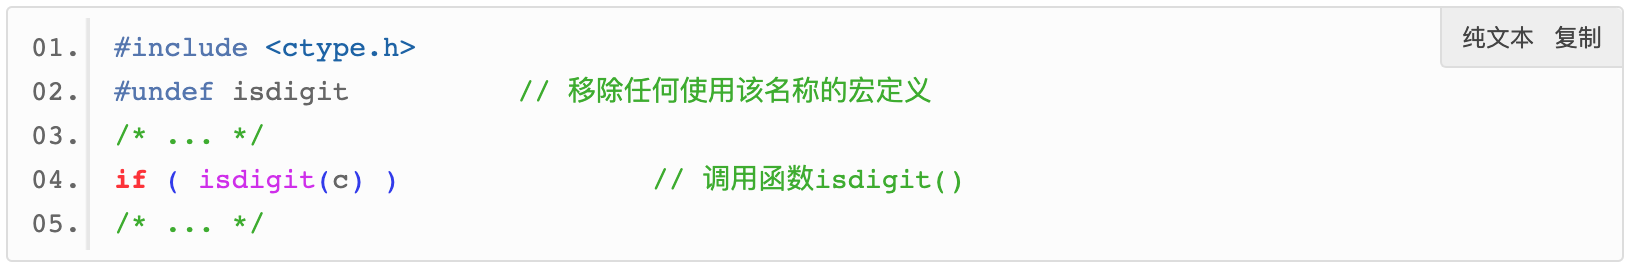 纯文本 复制
01. #include <ctype.h>
02. #undef isdigit // 移除任何使用该名称的宏定义
03. /* ... */
04. if ( isdigit(c) ) // 调用函数isdigit()
05. /* ... */